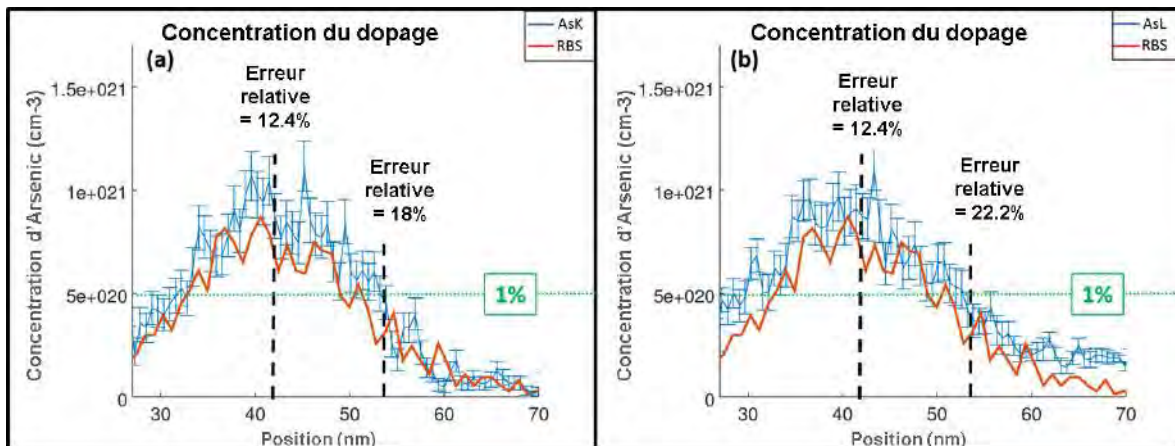 Concentration du dopage
AsK
RBS
(a)
Erreur
relative
= 12.4%
Erreur
relative
= 18%
1%
Concentration d'Arsenic (cm-3)
1.5e+021
1e+021
5e+020
0
30
40
50
60
70
Position (nm)
Concentration du dopage
AsL
RBS
(b)
Erreur
relative
= 12.4%
Erreur
relative
= 22.2%
1%
Concentration d'Arsenic (cm-3)
1.5e+021
1e+021
5e+020
0
30
40
50
60
70
Position (nm)